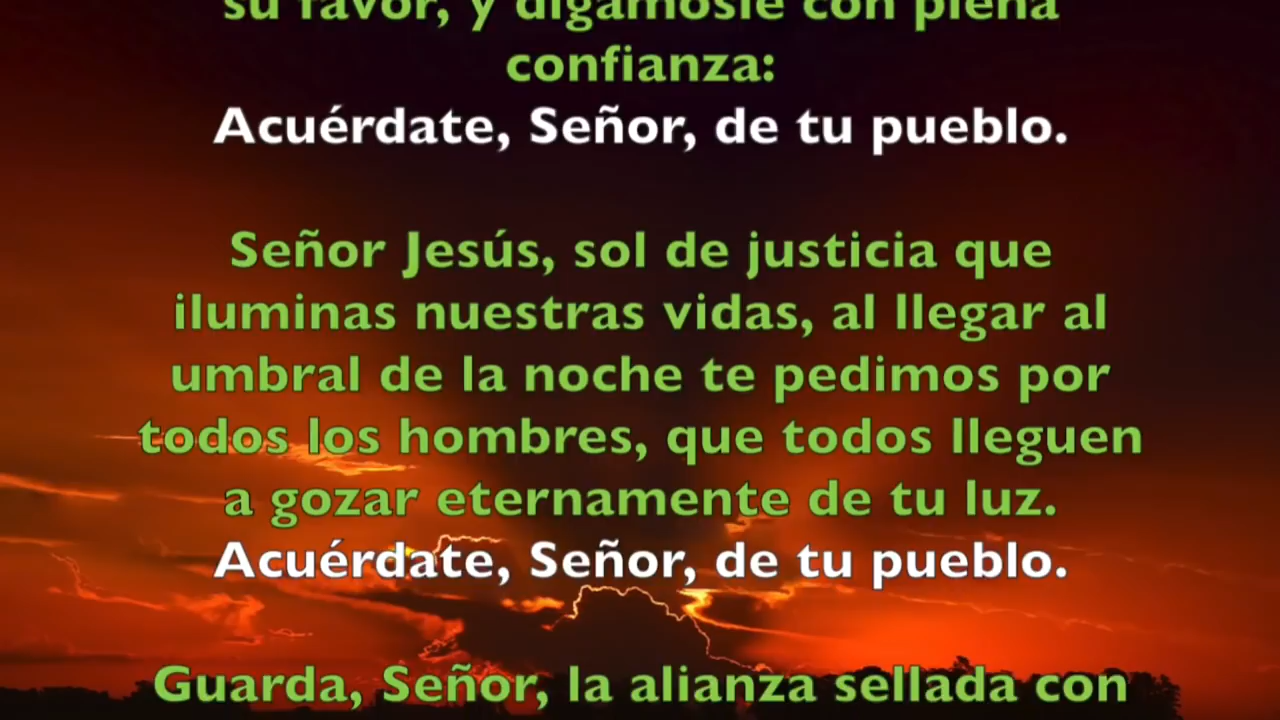 su favor, y digámosle con plena
confianza:
Acuérdate, Señor, de tu pueblo.
Señor Jesús, sol de justicia que
iluminas nuestras vidas, al llegar al
umbral de la noche te pedimos por
todos los hombres, que todos lleguen
a gozar eternamente de tu luz.
Acuérdate, Señor, de tu pueblo.
Guarda, Señor, la alianza sellada con